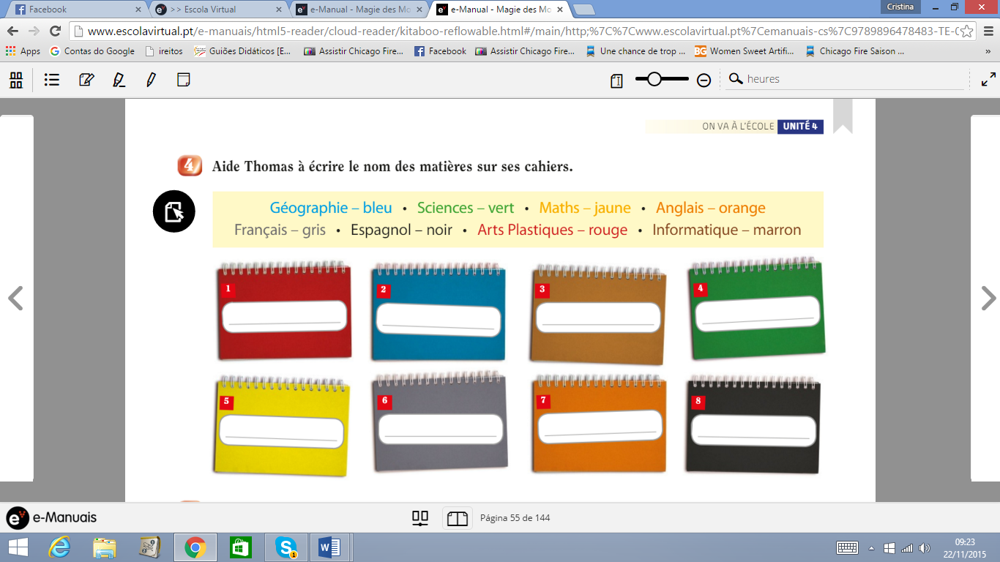 Facebook
>> Escola Virtual
e-Manual - Magie des Mo
e-Manual - Magie des Mo
Cristina
www.escolavirtual.pt/e-manuais/html5-reader/cloud-reader/kitaboo-reflowable.html#/main/http;%7C%7Cwww.escolavirtual.pt%7Cemanuais-cs%7C9789896478483-TE-0
Apps
Contas do Google
ireitos
Guiões Didáticos [E...
Assistir Chicago Fire...
Facebook
Assistir Chicago Fire...
Une chance de trop ...
BG Women Sweet Artifi...
Chicago Fire Saison ...
»
heures
ON VA À L'ÉCOLE UNITÉ 4
4 Aide Thomas à écrire le nom des matières sur ses cahiers.
Géographie – bleu • Sciences – vert • Maths – jaune • Anglais – orange
Français – gris • Espagnol – noir • Arts Plastiques – rouge • Informatique – marron
1
2
3
4
5
6
7
8
e-Manuais
Página 55 de 144
1
09:23
22/11/2015